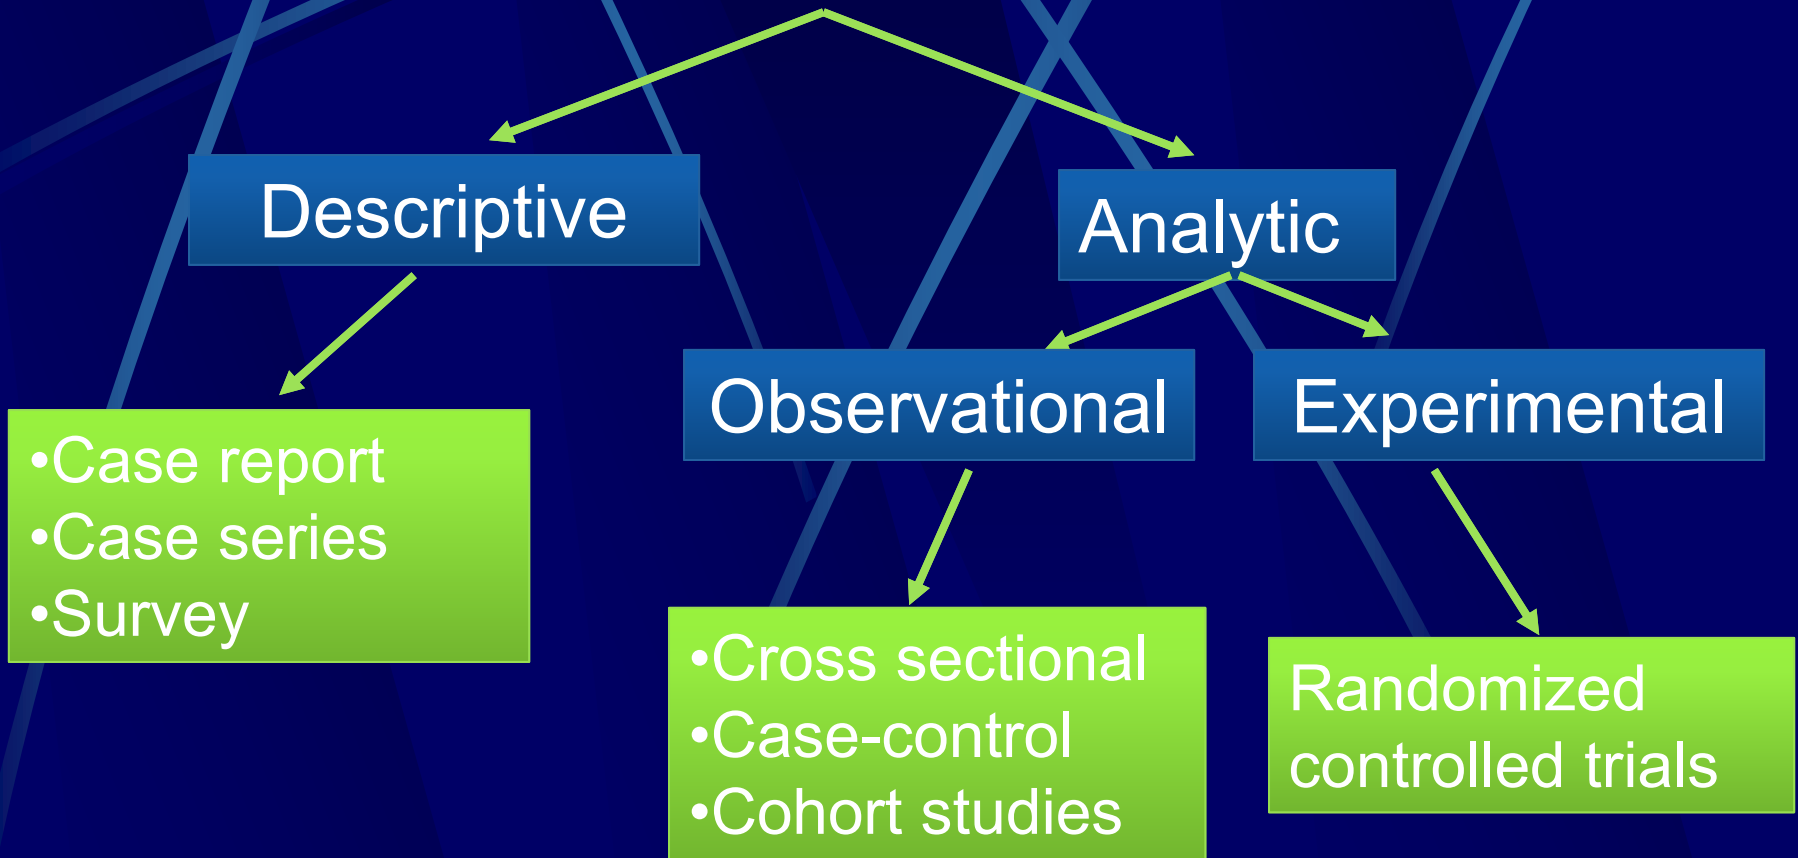 Descriptive
Analytic
Observational
Experimental
•Case report
•Case series
•Survey
•Cross sectional
•Case-control
•Cohort studies
Randomized
controlled trials